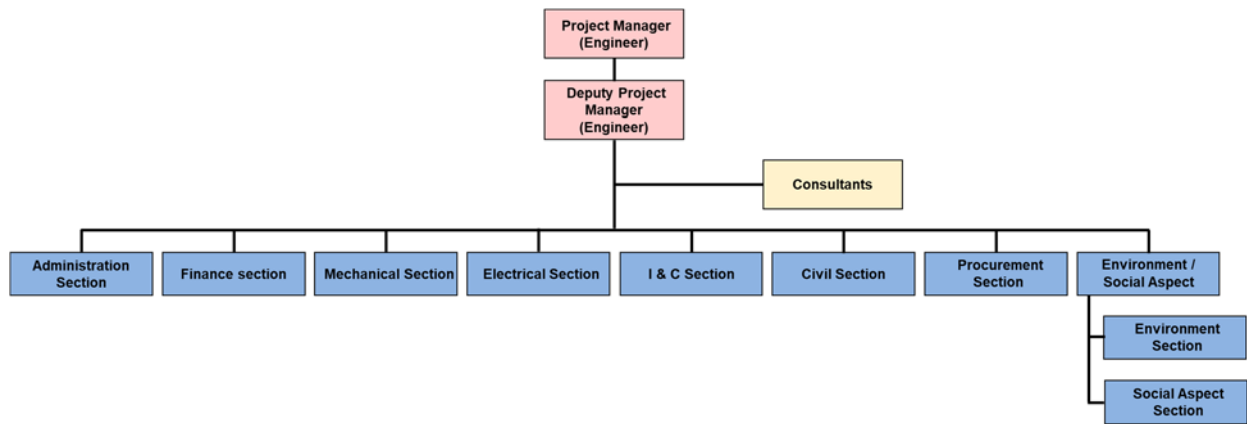 Project Manager
(Engineer)
Deputy Project
Manager
(Engineer)
Consultants
Administration
Section
Finance section
Mechanical Section
Electrical Section
I & C Section
Civil Section
Procurement
Section
Environment /
Social Aspect
Environment
Section
Social Aspect
Section